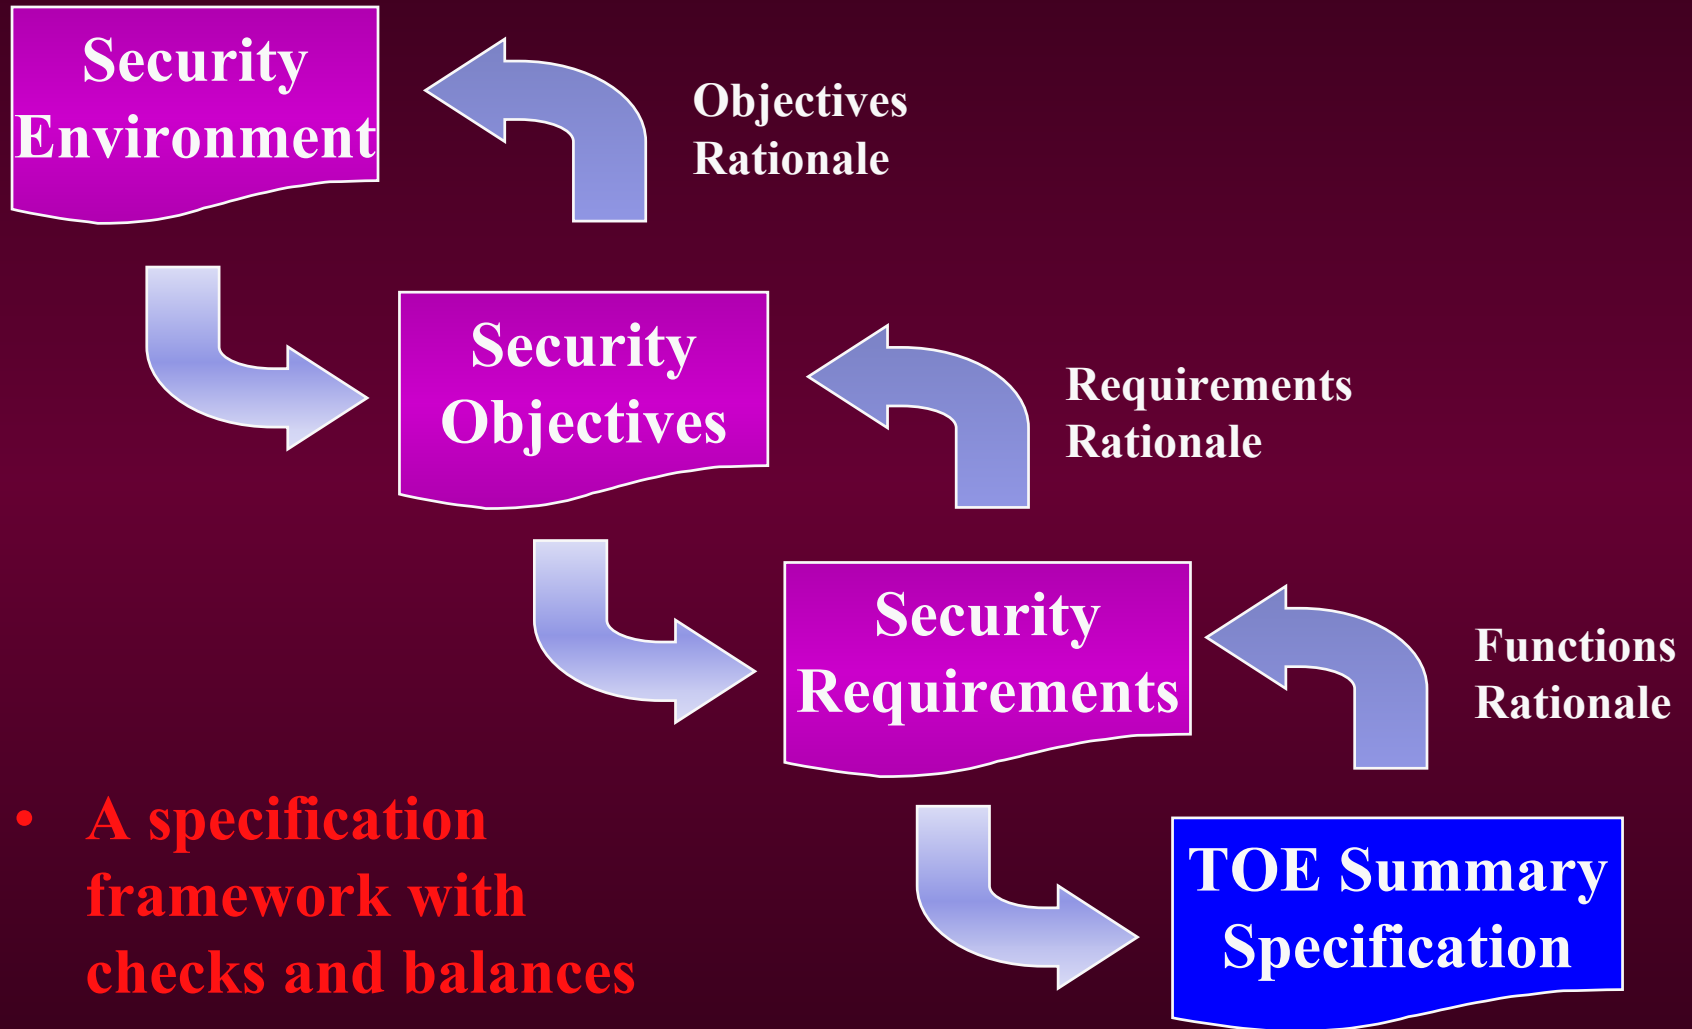 Security
Environment
Objectives
Rationale
Security
Objectives
Requirements
Rationale
Security
Requirements
Functions
Rationale
• A specification
framework with
checks and balances
TOE Summary
Specification